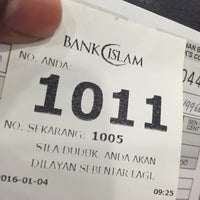 BANK ISLAM
NO. ANDA:
1011
NO. SEKARANG: 1005
SILA DUDUK. ANDA AKAN
DILAYAN SEBENTAR LAGI.
2016-01-04 09:25